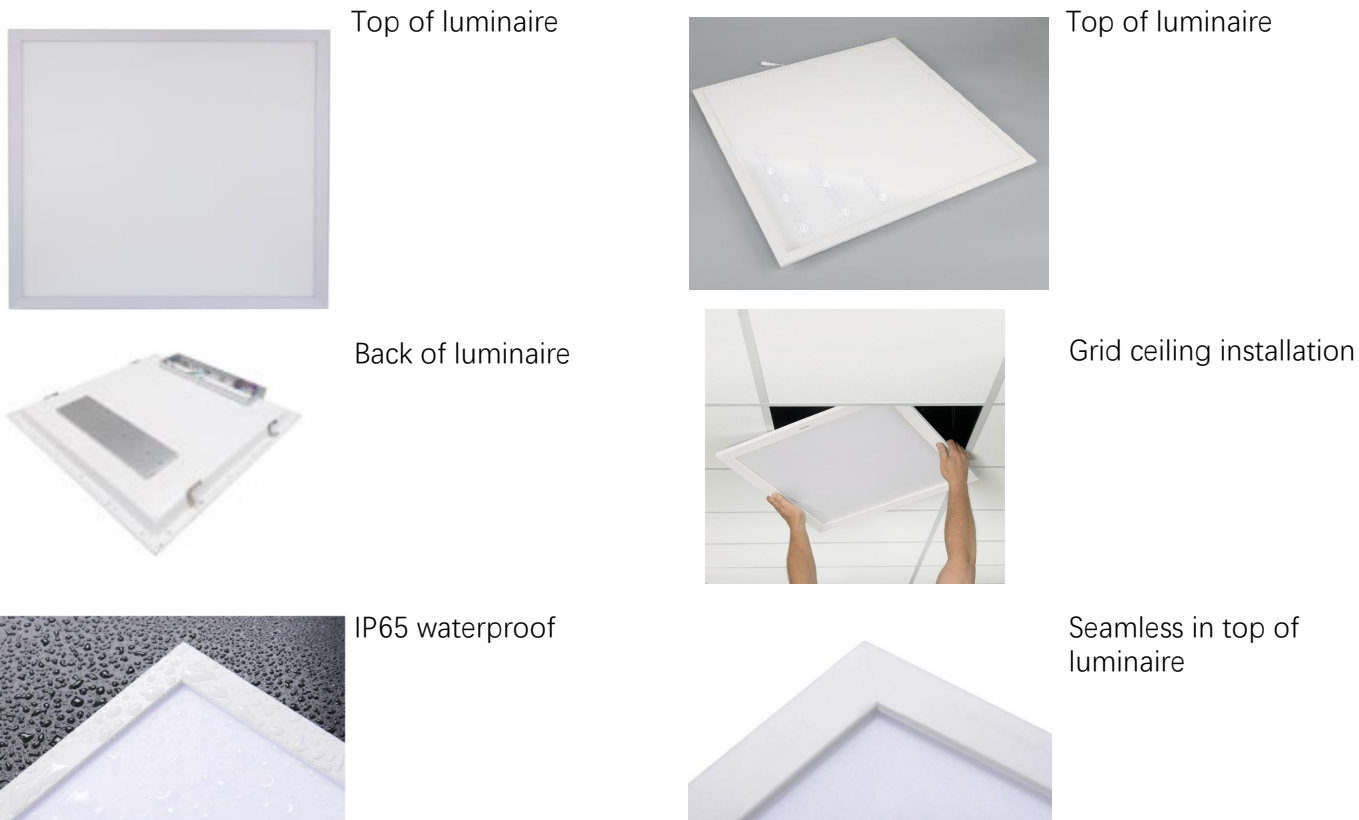 Top of luminaire
Top of luminaire
Back of luminaire
Grid ceiling installation
IP65 waterproof
Seamless in top of
luminaire